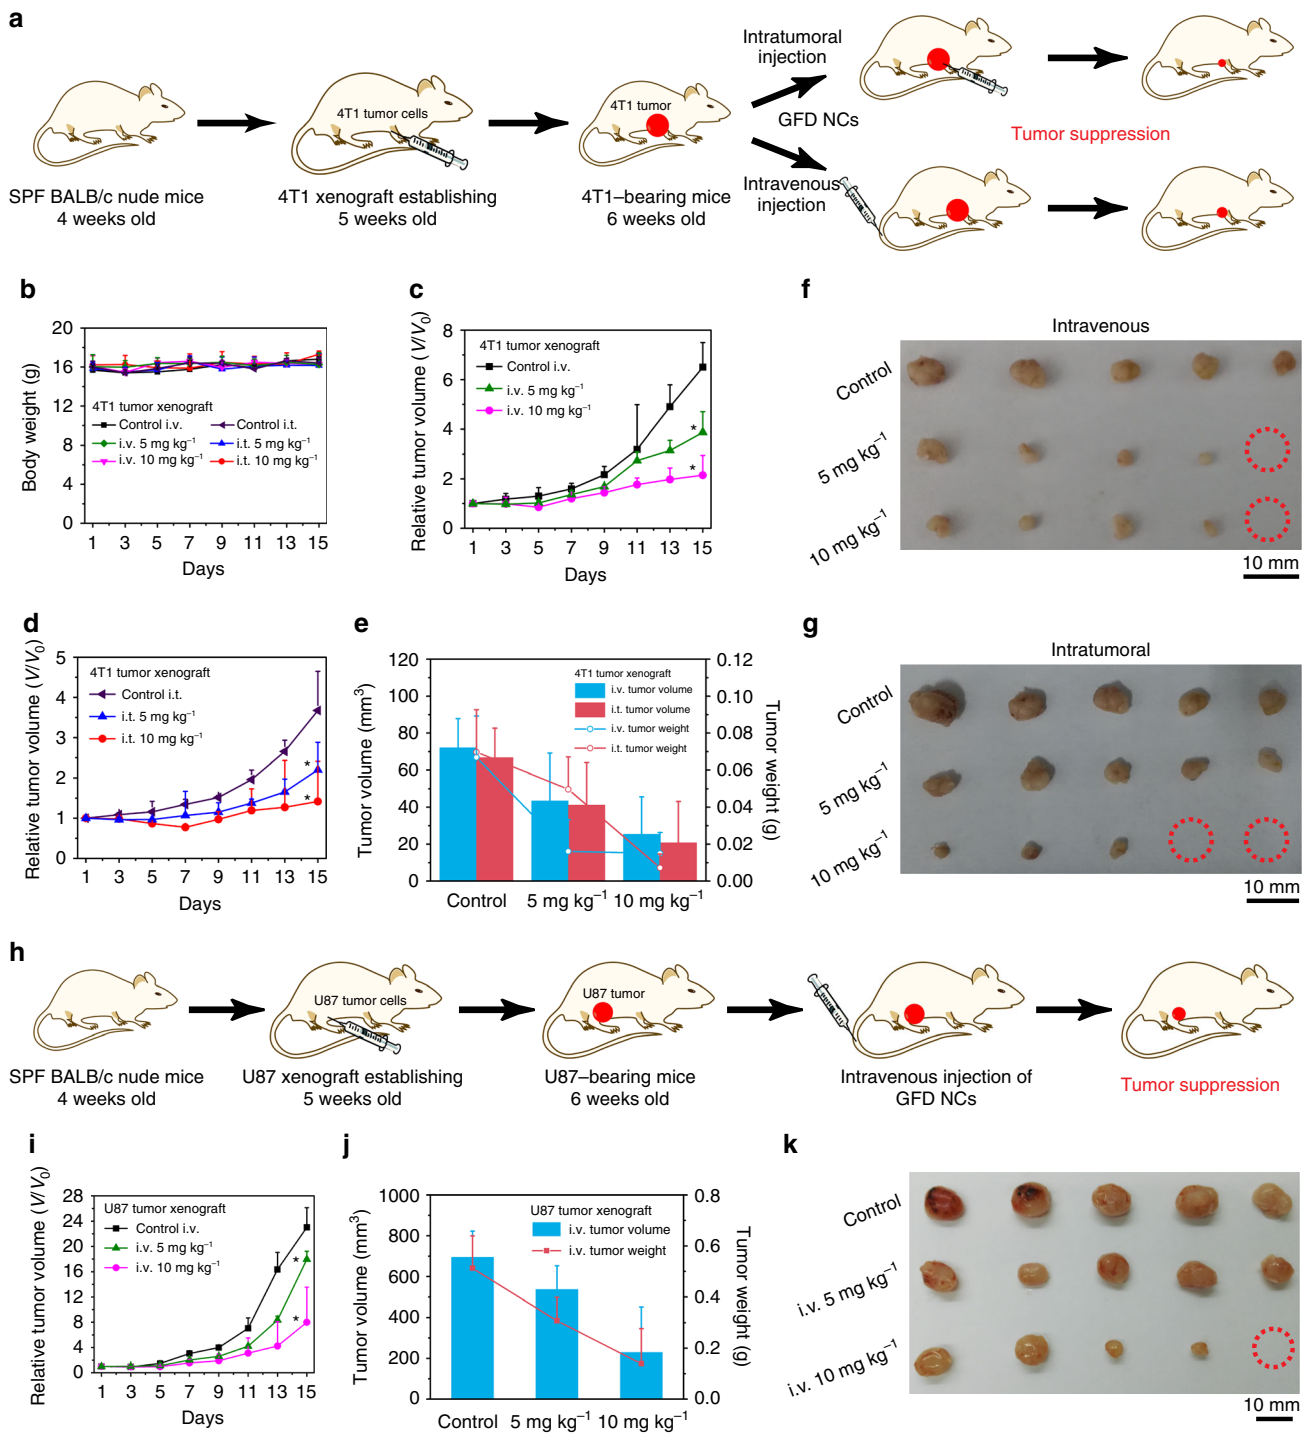 a
SPF BALB/c nude mice
4 weeks old
4T1 tumor cells
4T1 xenograft establishing
5 weeks old
4T1 tumor
4T1–bearing mice
6 weeks old
Intratumoral
injection
GFD NCs
Intravenous
injection
Tumor suppression
b
Body weight (g)
20
16
12
8
4
0
4T1 tumor xenograft
Control i.v.
i.v. 5 mg kg⁻¹
i.v. 10 mg kg⁻¹
Control i.t.
i.t. 5 mg kg⁻¹
i.t. 10 mg kg⁻¹
1 3 5 7 9 11 13 15
Days
c
Relative tumor volume (V/V₀)
8
6
4
2
0
4T1 tumor xenograft
Control i.v.
i.v. 5 mg kg⁻¹
i.v. 10 mg kg⁻¹
*
*
1 3 5 7 9 11 13 15
Days
f
Intravenous
Control
5 mg kg⁻¹
10 mg kg⁻¹
10 mm
d
Relative tumor volume (V/V₀)
5
4
3
2
1
0
4T1 tumor xenograft
Control i.t.
i.t. 5 mg kg⁻¹
i.t. 10 mg kg⁻¹
*
*
1 3 5 7 9 11 13 15
Days
e
Tumor volume (mm³)
120
100
80
60
40
20
0
4T1 tumor xenograft
i.v. tumor volume
i.t. tumor volume
i.v. tumor weight
i.t. tumor weight
0.12
0.10
0.08
0.06
0.04
0.02
0.00
Tumor weight (g)
Control 5 mg kg⁻¹ 10 mg kg⁻¹
g
Intratumoral
Control
5 mg kg⁻¹
10 mg kg⁻¹
10 mm
h
SPF BALB/c nude mice
4 weeks old
U87 tumor cells
U87 xenograft establishing
5 weeks old
U87 tumor
U87–bearing mice
6 weeks old
Intravenous injection of
GFD NCs
Tumor suppression
i
Relative tumor volume (V/V₀)
28
24
20
16
12
8
4
0
U87 tumor xenograft
Control i.v.
i.v. 5 mg kg⁻¹
i.v. 10 mg kg⁻¹
*
*
1 3 5 7 9 11 13 15
Days
j
Tumor volume (mm³)
1000
800
600
400
200
0
U87 tumor xenograft
i.v. tumor volume
i.v. tumor weight
0.8
0.6
0.4
0.2
0.0
Tumor weight (g)
Control 5 mg kg⁻¹ 10 mg kg⁻¹
k
Control
i.v. 5 mg kg⁻¹
i.v. 10 mg kg⁻¹
10 mm